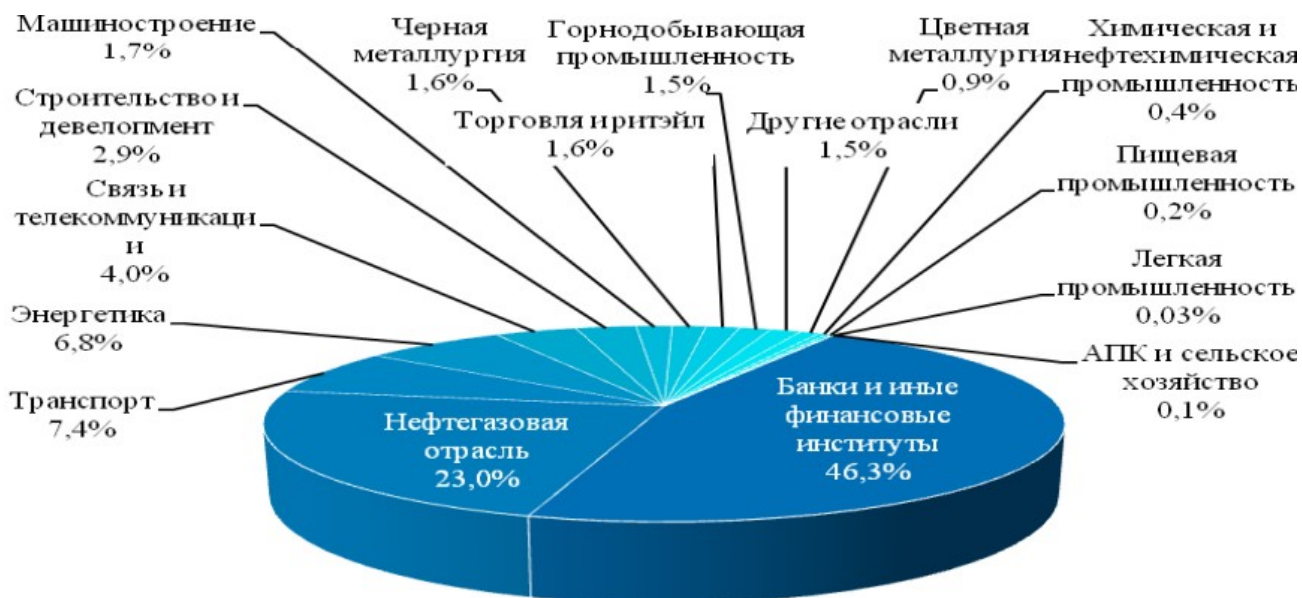 Машиностроение
1,7%
Черная
металлургия
1,6%
Горнодобывающая
промышленность
1,5%
Цветная
металлургия
0,9%
Химическая и
нефтехимическая
промышленность
0,4%
Строительство и
девелопмент
2,9%
Торговля и ритэйл
1,6%
Другие отрасли
1,5%
Пищевая
промышленность
0,2%
Связь и
телекоммуникаци
и
4,0%
Легкая
промышленность
0,03%
Энергетика
6,8%
АПК и сельское
хозяйство
0,1%
Транспорт
7,4%
Нефтегазовая
отрасль
23,0%
Банки и иные
финансовые
институты
46,3%